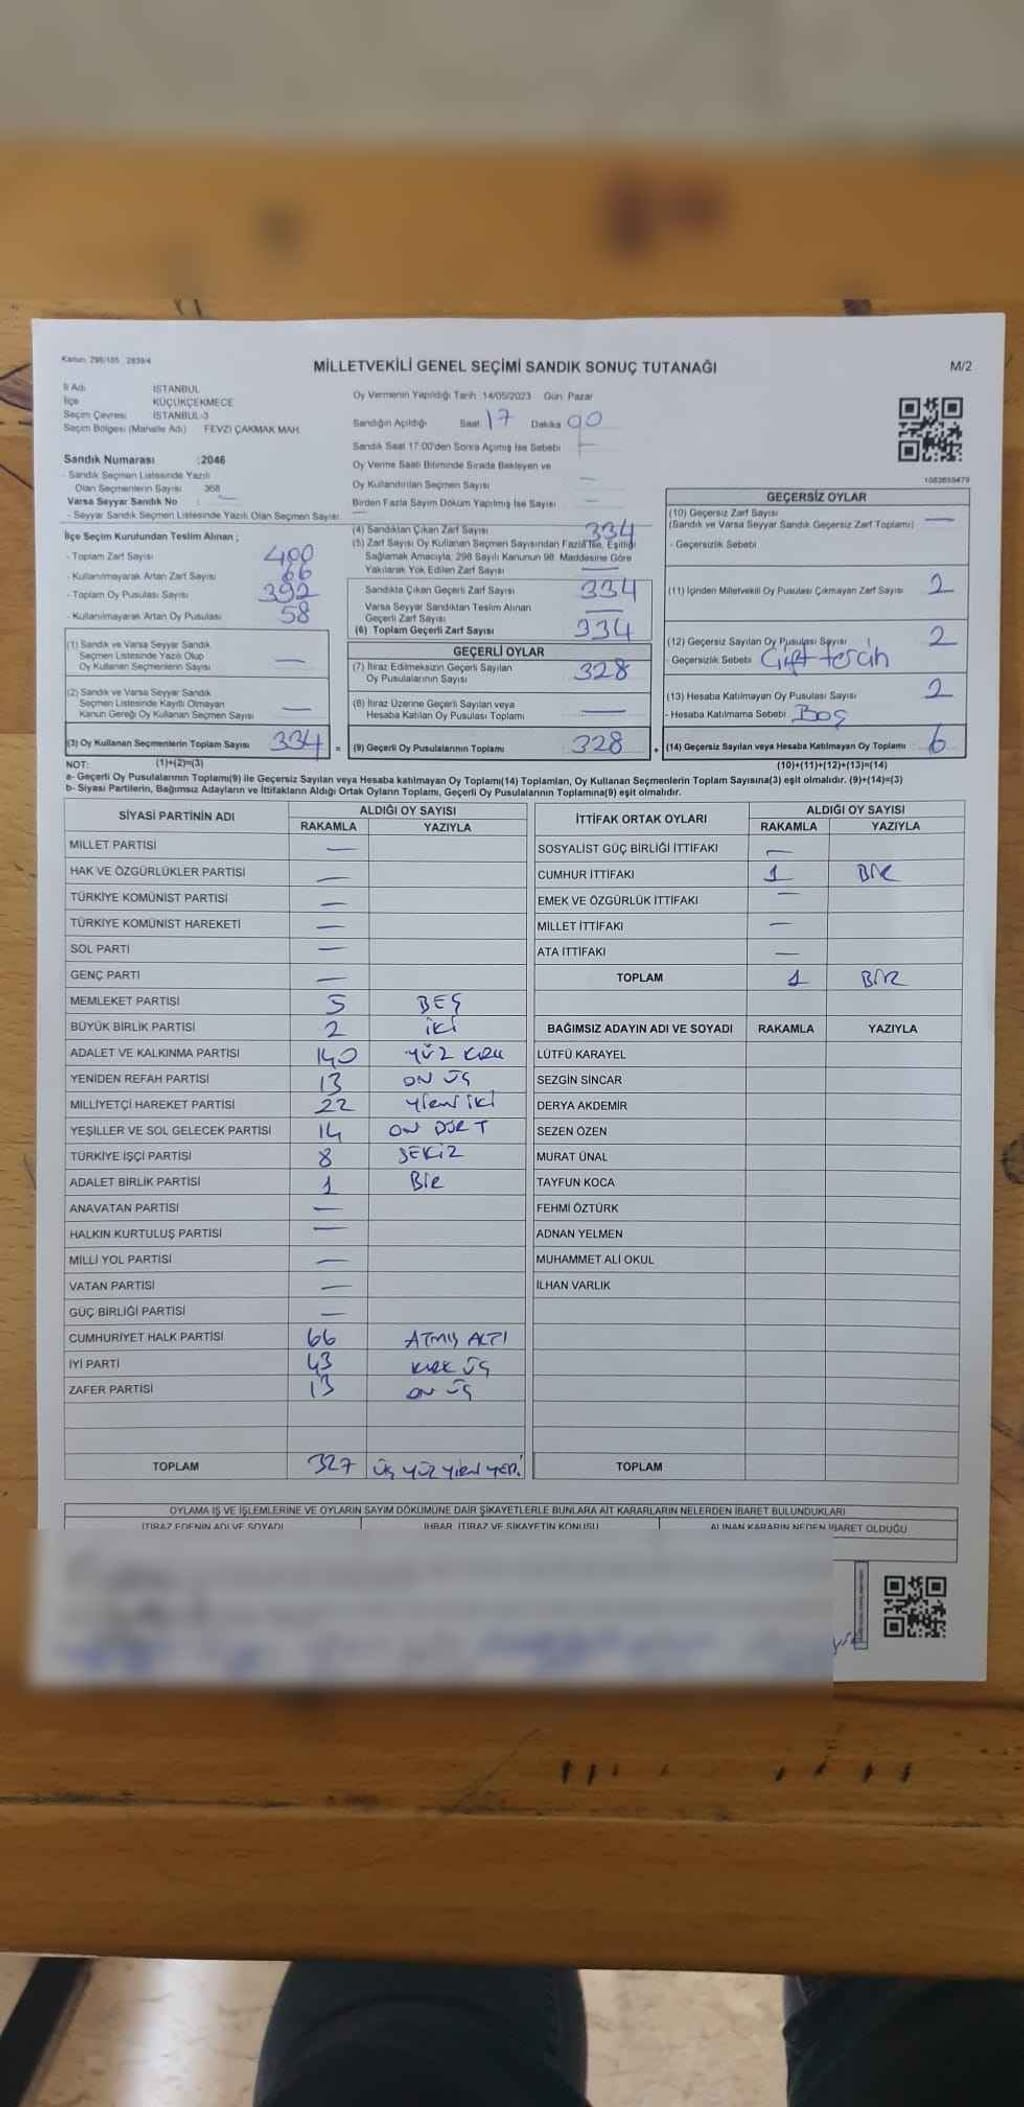 Kanun: 298/105 2839/4
MİLLETVEKİLİ GENEL SEÇİMİ SANDIK SONUÇ TUTANAĞI
M/2
İl Adı İSTANBUL
İlçe KÜÇÜKÇEKMECE
Seçim Çevresi İSTANBUL-3
Seçim Bölgesi (Mahalle Adı) FEVZİ ÇAKMAK MAH.
Sandık Numarası :2046
- Sandık Seçmen Listesinde Yazılı
Olan Seçmenlerin Sayısı 368
Varsa Seyyar Sandık No :
- Seyyar Sandık Seçmen Listesinde Yazılı Olan Seçmen Sayısı:
Oy Vermenin Yapıldığı Tarih :14/05/2023 Gün: Pazar
Sandığın Açıldığı Saat 17 Dakika 00
Sandık Saat 17:00'den Sonra Açımış İse Sebebi
Oy Verme Saati Bitiminde Sırada Bekleyen ve
Oy Kullandırılan Seçmen Sayısı —
Birden Fazla Sayım Döküm Yapılmış İse Sayısı —
1083659479
İlçe Seçim Kurulundan Teslim Alınan ;
- Toplam Zarf Sayısı 400
- Kullanılmayarak Artan Zarf Sayısı 66
- Toplam Oy Pusulası Sayısı 392
- Kullanılmayarak Artan Oy Pusulası 58
(1) Sandık ve Varsa Seyyar Sandık
Seçmen Listesinde Yazılı Olup
Oy Kullanan Seçmenlerin Sayısı —
(2) Sandık ve Varsa Seyyar Sandık
Seçmen Listesinde Kayıtlı Olmayan
Kanun Gereği Oy Kullanan Seçmen Sayısı —
(3) Oy Kullanan Seçmenlerin Toplam Sayısı 334 =
(4) Sandıktan Çıkan Zarf Sayısı 334
(5) Zarf Sayısı Oy Kullanan Seçmen Sayısından Fazla İse, Eşitliği
Sağlamak Amacıyla, 298 Sayılı Kanunun 98. Maddesine Göre
Yakılarak Yok Edilen Zarf Sayısı —
Sandıkta Çıkan Geçerli Zarf Sayısı 334
Varsa Seyyar Sandıktan Teslim Alınan
Geçerli Zarf Sayısı —
(6) Toplam Geçerli Zarf Sayısı 334
GEÇERLİ OYLAR
(7) İtiraz Edilmeksizin Geçerli Sayılan
Oy Pusulalarının Sayısı 328
(8) İtiraz Üzerine Geçerli Sayılan veya
Hesaba Katılan Oy Pusulası Toplamı —
(9) Geçerli Oy Pusulalarının Toplamı 328 +
GEÇERSİZ OYLAR
(10) Geçersiz Zarf Sayısı
(Sandık ve Varsa Seyyar Sandık Geçersiz Zarf Toplamı) —
- Geçersizlik Sebebi
(11) İçinden Milletvekili Oy Pusulası Çıkmayan Zarf Sayısı 2
(12) Geçersiz Sayılan Oy Pusulası Sayısı 2
- Geçersizlik Sebebi Çift tercih
(13) Hesaba Katılmayan Oy Pusulası Sayısı 2
- Hesaba Katılmama Sebebi Boş
(14) Geçersiz Sayılan veya Hesaba Katılmayan Oy Toplamı 6
NOT: (1)+(2)=(3) (10)+(11)+(12)+(13)=(14)
a- Geçerli Oy Pusulalarının Toplamı(9) ile Geçersiz Sayılan veya Hesaba katılmayan Oy Toplamı(14) Toplamları, Oy Kullanan Seçmenlerin Toplam Sayısına(3) eşit olmalıdır. (9)+(14)=(3)
b- Siyasi Partilerin, Bağımsız Adayların ve İttifakların Aldığı Ortak Oyların Toplamı, Geçerli Oy Pusulalarının Toplamına(9) eşit olmalıdır.
SİYASİ PARTİNİN ADI ALDIĞI OY SAYISI
RAKAMLA YAZIYLA
MİLLET PARTİSİ —
HAK VE ÖZGÜRLÜKLER PARTİSİ —
TÜRKİYE KOMÜNİST PARTİSİ —
TÜRKİYE KOMÜNİST HAREKETİ —
SOL PARTİ —
GENÇ PARTİ —
MEMLEKET PARTİSİ 5 BEŞ
BÜYÜK BİRLİK PARTİSİ 2 İKİ
ADALET VE KALKINMA PARTİSİ 140 YÜZ KIRK
YENİDEN REFAH PARTİSİ 13 ON ÜÇ
MİLLİYETÇİ HAREKET PARTİSİ 22 Yirmi iki
YEŞİLLER VE SOL GELECEK PARTİSİ 14 ON DÖRT
TÜRKİYE İŞÇİ PARTİSİ 8 SEKİZ
ADALET BİRLİK PARTİSİ 1 Bir
ANAVATAN PARTİSİ —
HALKIN KURTULUŞ PARTİSİ —
MİLLİ YOL PARTİSİ —
VATAN PARTİSİ —
GÜÇ BİRLİĞİ PARTİSİ —
CUMHURİYET HALK PARTİSİ 66 ATMIŞ ALTI
İYİ PARTİ 43 KIRK ÜÇ
ZAFER PARTİSİ 13 ON ÜÇ
TOPLAM 327 üç yüz yirmi yedi
İTTİFAK ORTAK OYLARI ALDIĞI OY SAYISI
RAKAMLA YAZIYLA
SOSYALİST GÜÇ BİRLİĞİ İTTİFAKI —
CUMHUR İTTİFAKI 1 BİR
EMEK VE ÖZGÜRLÜK İTTİFAKI —
MİLLET İTTİFAKI —
ATA İTTİFAKI —
TOPLAM 1 BİR
BAĞIMSIZ ADAYIN ADI VE SOYADI RAKAMLA YAZIYLA
LÜTFÜ KARAYEL
SEZGİN SİNCAR
DERYA AKDEMİR
SEZEN ÖZEN
MURAT ÜNAL
TAYFUN KOCA
FEHMİ ÖZTÜRK
ADNAN YELMEN
MUHAMMET ALİ OKUL
İLHAN VARLIK
TOPLAM
OYLAMA İŞ VE İŞLEMLERİNE VE OYLARIN SAYIM DÖKÜMÜNE DAİR ŞİKAYETLERLE BUNLARA AİT KARARLARIN NELERDEN İBARET BULUNDUKLARI
İTİRAZ EDENİN ADI VE SOYADI İHBAR, İTİRAZ VE ŞİKAYETİN KONUSU ALINAN KARARIN NEDEN İBARET OLDUĞU